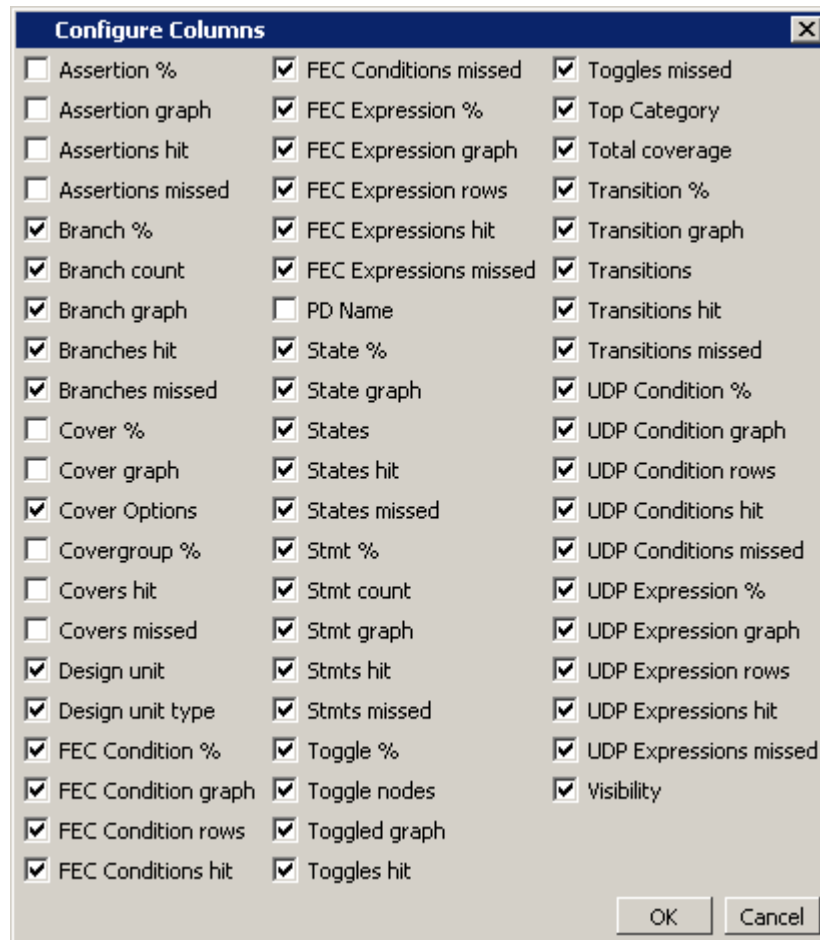 Configure Columns
Assertion %
Assertion graph
Assertions hit
Assertions missed
Branch %
Branch count
Branch graph
Branches hit
Branches missed
Cover %
Cover graph
Cover Options
Covergroup %
Covers hit
Covers missed
Design unit
Design unit type
FEC Condition %
FEC Condition graph
FEC Condition rows
FEC Conditions hit
FEC Conditions missed
FEC Expression %
FEC Expression graph
FEC Expression rows
FEC Expressions hit
FEC Expressions missed
PD Name
State %
State graph
States
States hit
States missed
Stmt %
Stmt count
Stmt graph
Stmts hit
Stmts missed
Toggle %
Toggle nodes
Toggled graph
Toggles hit
Toggles missed
Top Category
Total coverage
Transition %
Transition graph
Transitions
Transitions hit
Transitions missed
UDP Condition %
UDP Condition graph
UDP Condition rows
UDP Conditions hit
UDP Conditions missed
UDP Expression %
UDP Expression graph
UDP Expression rows
UDP Expressions hit
UDP Expressions missed
Visibility
OK
Cancel